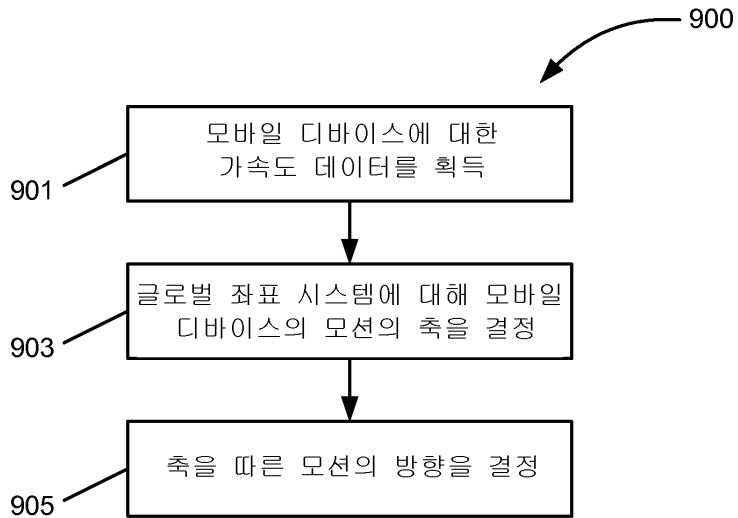 900
모바일 디바이스에 대한
가속도 데이터를 획득
901
글로벌 좌표 시스템에 대해 모바일
디바이스의 모션의 축을 결정
903
축을 따른 모션의 방향을 결정
905